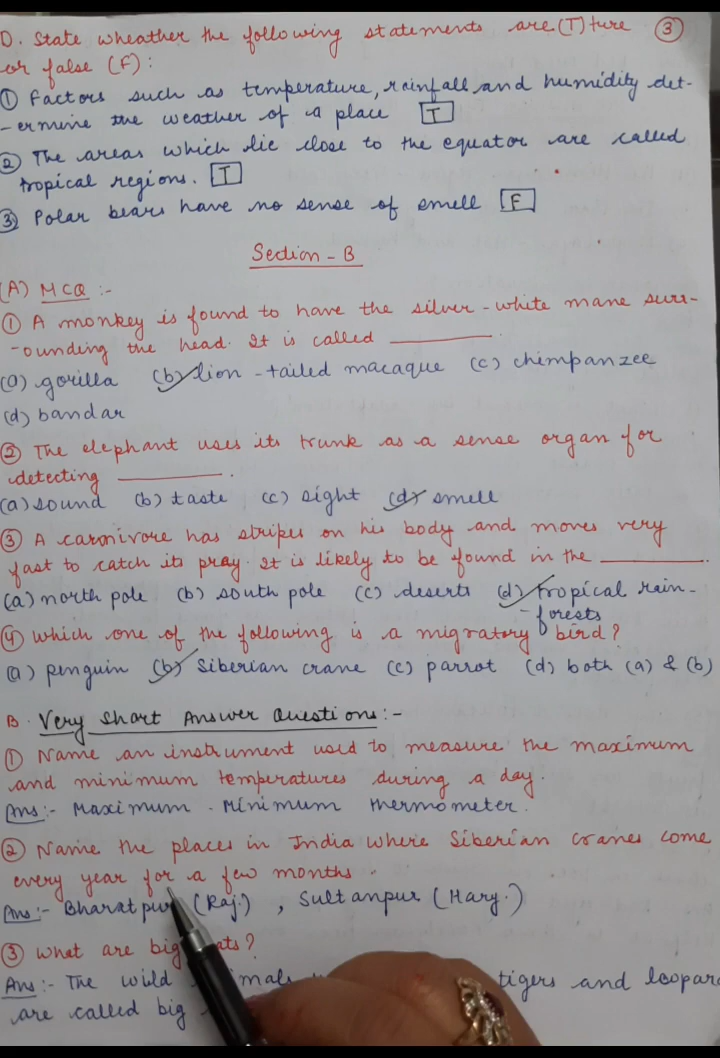 D. State wheather the following statements are (T) ture ③
or false (F):
① Factors such as temperature, rainfall and humidity det-
-ermine the weather of a place T
② The areas which lie close to the equator are called
tropical regions. T
③ Polar bears have no sense of smell F
Section - B
(A) MCQ :-
① A monkey is found to have the silver-white mane surr-
-ounding the head. It is called ______.
(a) gorilla (b) lion-tailed macaque (c) chimpanzee
(d) bandar
② The elephant uses its trunk as a sense organ for
detecting ______.
(a) sound (b) taste (c) sight (d) smell
③ A carnivore has stripes on his body and moves very
fast to catch its pray. It is likely to be found in the ______.
(a) north pole (b) south pole (c) deserts (d) tropical rain-
-forests
④ Which one of the following is a migratory bird?
(a) penguin (b) Siberian crane (c) parrot (d) both (a) & (b)
B. Very Short Answer Questions:-
① Name an instrument used to measure the maximum
and minimum temperatures during a day.
Ans:- Maximum - Minimum thermometer.
② Name the places in India where Siberian cranes come
every year for a few months.
Ans:- Bharatpur (Raj.), Sultanpur (Hary.)
③ What are big cats?
Ans:- The wild tigers and leopar
are called big